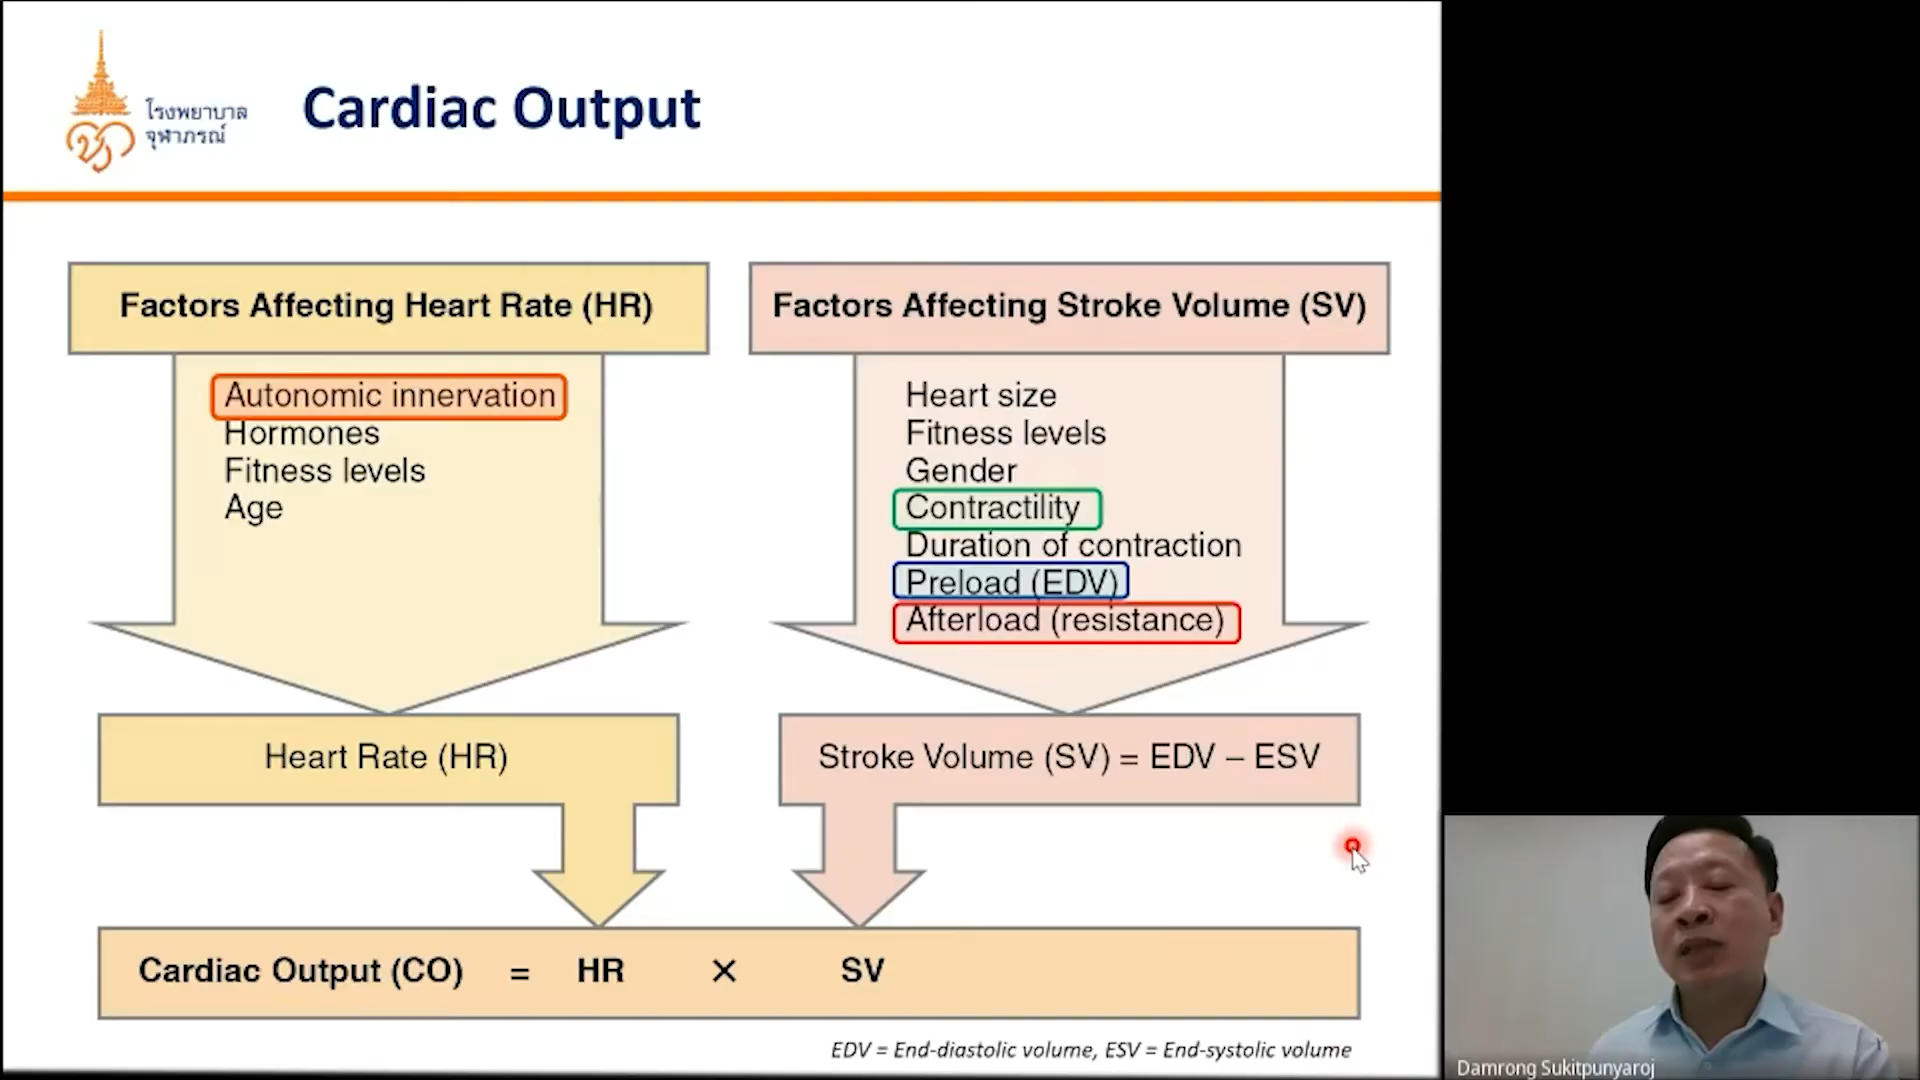 โรงพยาบาล
จุฬาภรณ์
Cardiac Output
Factors Affecting Heart Rate (HR)
Autonomic innervation
Hormones
Fitness levels
Age
Factors Affecting Stroke Volume (SV)
Heart size
Fitness levels
Gender
Contractility
Duration of contraction
Preload (EDV)
Afterload (resistance)
Heart Rate (HR)
Stroke Volume (SV) = EDV – ESV
Cardiac Output (CO) = HR × SV
EDV = End-diastolic volume, ESV = End-systolic volume
Damrong Sukitpunyaroj